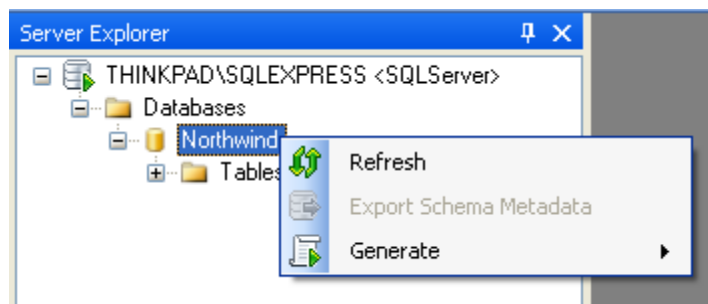 Server Explorer
THINKPAD\SQLEXPRESS <SQLServer>
Databases
Northwind
Tables
Refresh
Export Schema Metadata
Generate